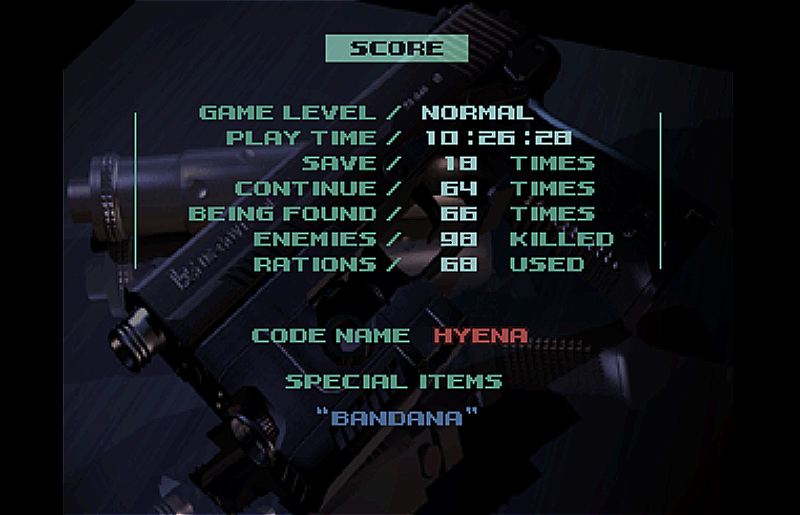 SCORE
GAME LEVEL / NORMAL
PLAY TIME / 10:26:28
SAVE / 18 TIMES
CONTINUE / 64 TIMES
BEING FOUND / 66 TIMES
ENEMIES / 98 KILLED
RATIONS / 68 USED
CODE NAME HYENA
SPECIAL ITEMS
"BANDANA"